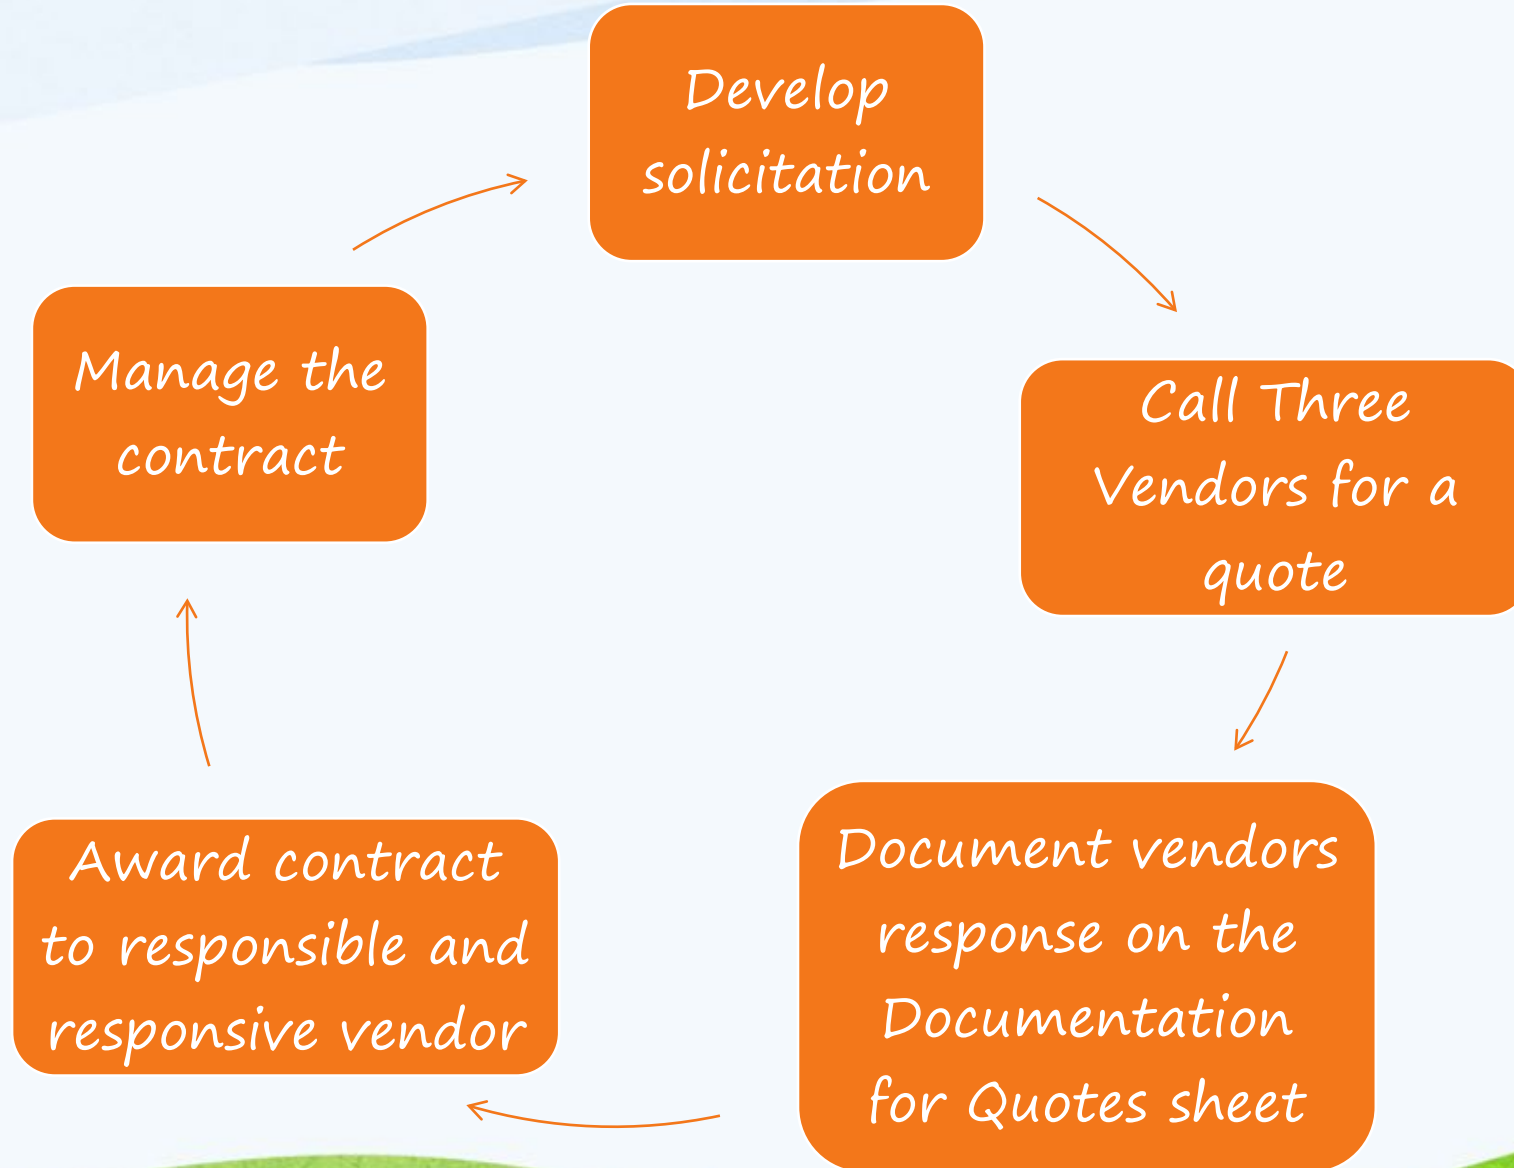 Develop
solicitation
Call Three
Vendors for a
quote
Document vendors
response on the
Documentation
for Quotes sheet
Award contract
to responsible and
responsive vendor
Manage the
contract